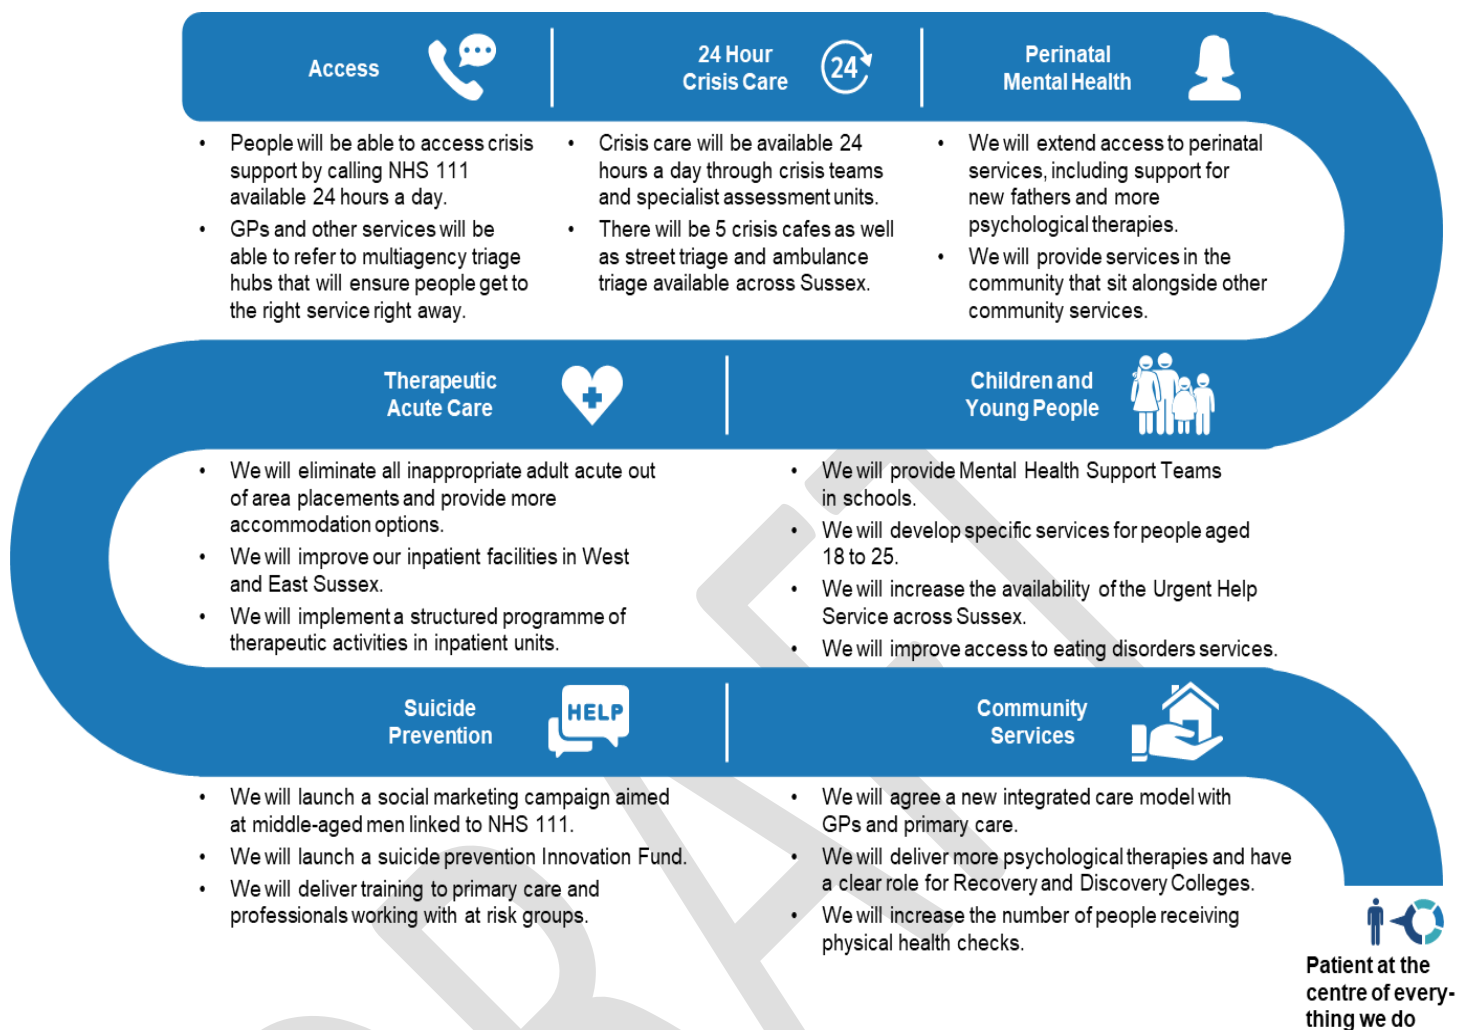 Access
24 Hour
Crisis Care
24
Perinatal
Mental Health
• People will be able to access crisis
support by calling NHS 111
available 24 hours a day.
• GPs and other services will be
able to refer to multiagency triage
hubs that will ensure people get to
the right service right away.
• Crisis care will be available 24
hours a day through crisis teams
and specialist assessment units.
• There will be 5 crisis cafes as well
as street triage and ambulance
triage available across Sussex.
• We will extend access to perinatal
services, including support for
new fathers and more
psychological therapies.
• We will provide services in the
community that sit alongside other
community services.
Therapeutic
Acute Care
Children and
Young People
• We will eliminate all inappropriate adult acute out
of area placements and provide more
accommodation options.
• We will improve our inpatient facilities in West
and East Sussex.
• We will implement a structured programme of
therapeutic activities in inpatient units.
• We will provide Mental Health Support Teams
in schools.
• We will develop specific services for people aged
18 to 25.
• We will increase the availability of the Urgent Help
Service across Sussex.
• We will improve access to eating disorders services.
Suicide
Prevention
HELP
Community
Services
• We will launch a social marketing campaign aimed
at middle-aged men linked to NHS 111.
• We will launch a suicide prevention Innovation Fund.
• We will deliver training to primary care and
professionals working with at risk groups.
• We will agree a new integrated care model with
GPs and primary care.
• We will deliver more psychological therapies and have
a clear role for Recovery and Discovery Colleges.
• We will increase the number of people receiving
physical health checks.
Patient at the
centre of every-
thing we do
DRAFT